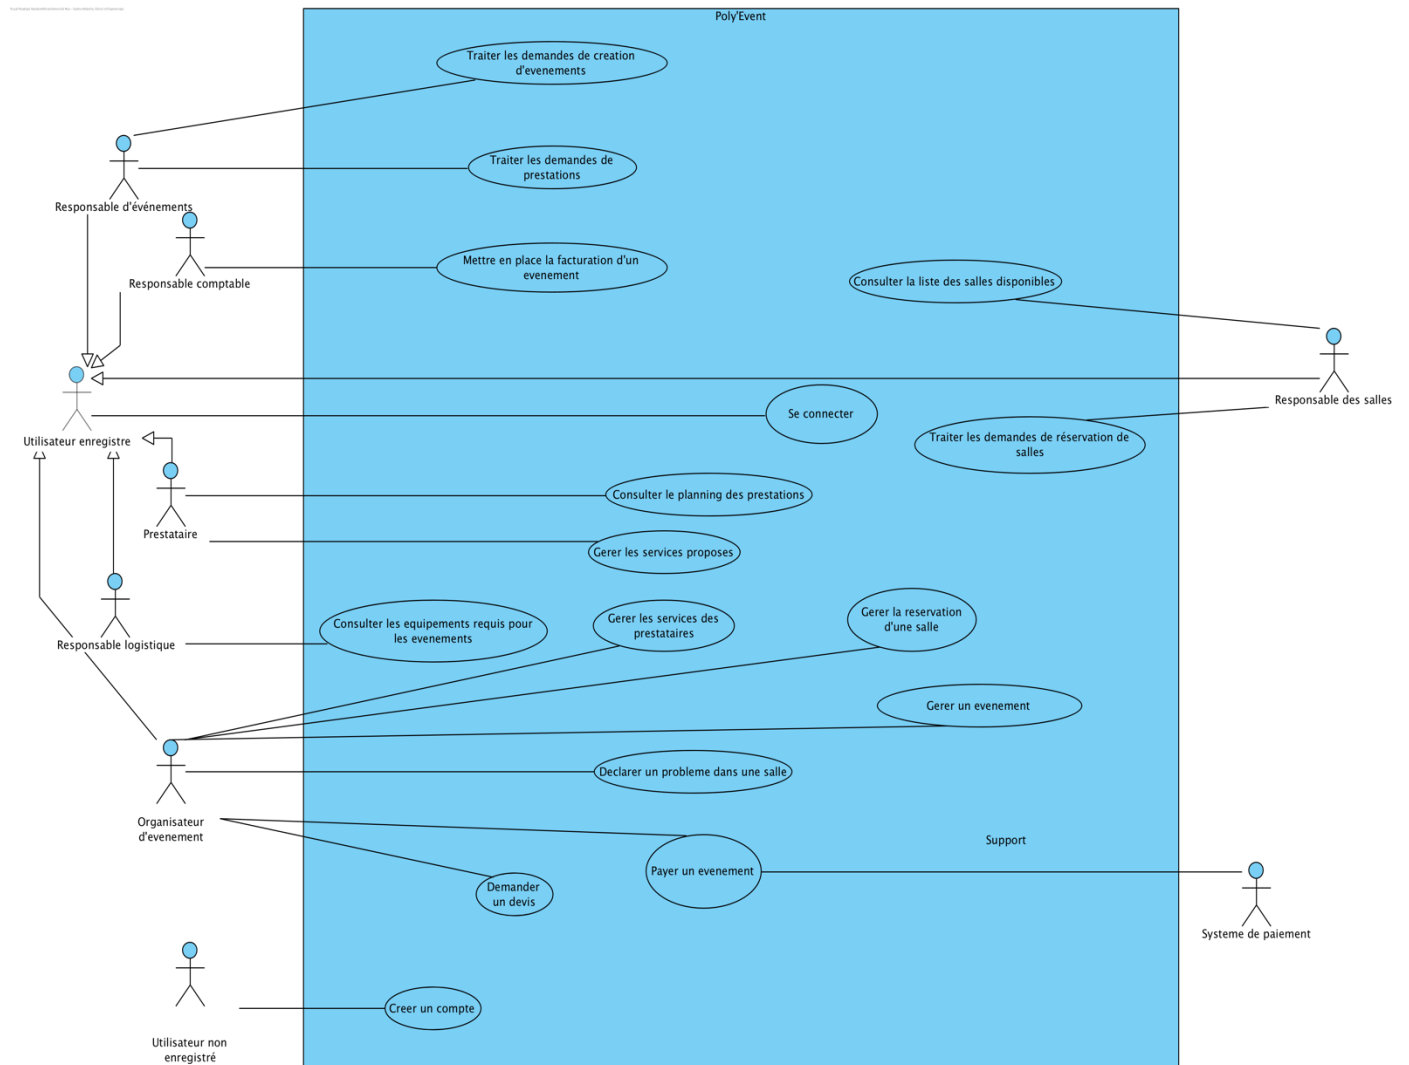 Poly'Event
Traiter les demandes de creation
d'evenements
Traiter les demandes de
prestations
Responsable d'événements
Mettre en place la facturation d'un
evenement
Responsable comptable
Consulter la liste des salles disponibles
Responsable des salles
Se connecter
Utilisateur enregistre
Traiter les demandes de réservation de
salles
Consulter le planning des prestations
Prestataire
Gerer les services proposes
Consulter les equipements requis pour
les evenements
Gerer les services des
prestataires
Gerer la reservation
d'une salle
Responsable logistique
Gerer un evenement
Declarer un probleme dans une salle
Organisateur
d'evenement
Support
Payer un evenement
Demander
un devis
Systeme de paiement
Creer un compte
Utilisateur non
enregistré